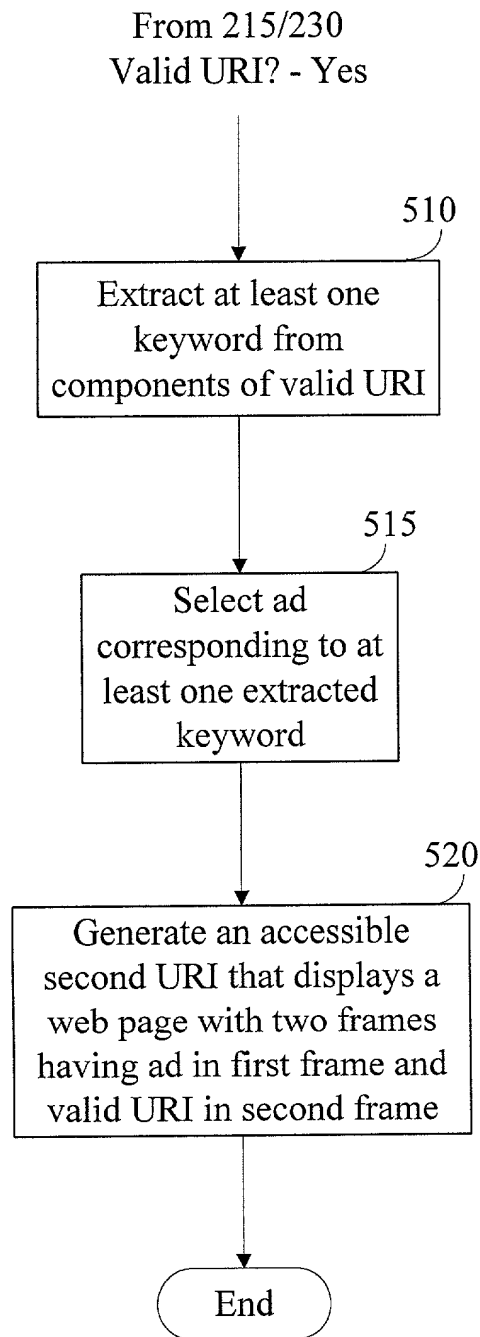 From 215/230
Valid URI? - Yes
510
Extract at least one
keyword from
components of valid URI
515
Select ad
corresponding to at
least one extracted
keyword
520
Generate an accessible
second URI that displays a
web page with two frames
having ad in first frame and
valid URI in second frame
End